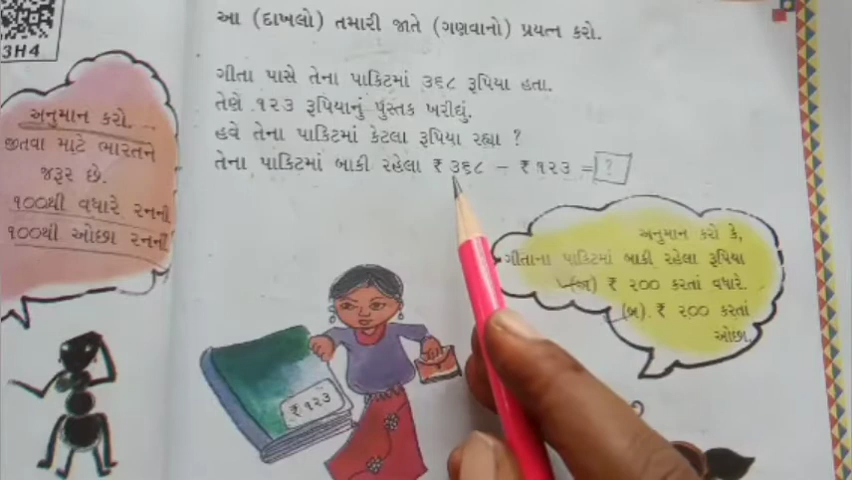 3H4
આ (દાખલો) તમારી જાતે (ગણવાનો) પ્રયત્ન કરો.
ગીતા પાસે તેના પાકિટમાં ૩૬૮ રૂપિયા હતા.
તેણે ૧૨૩ રૂપિયાનું પુસ્તક ખરીદ્યું.
હવે તેના પાકિટમાં કેટલા રૂપિયા રહ્યા ?
તેના પાકિટમાં બાકી રહેલા ₹ ૩૬૮ – ₹ ૧૨૩ = ?
અનુમાન કરો.
જીતવા માટે ભારતને
જરૂર છે.
૧૦૦થી વધારે રનની
૧૦૦થી ઓછા રનની
અનુમાન કરો કે,
ગીતાના પાકિટમાં બાકી રહેલા રૂપિયા
(અ) ₹ ૨૦૦ કરતાં વધારે.
(બ) ₹ ૨૦૦ કરતાં
ઓછા.
₹ ૧૨૩